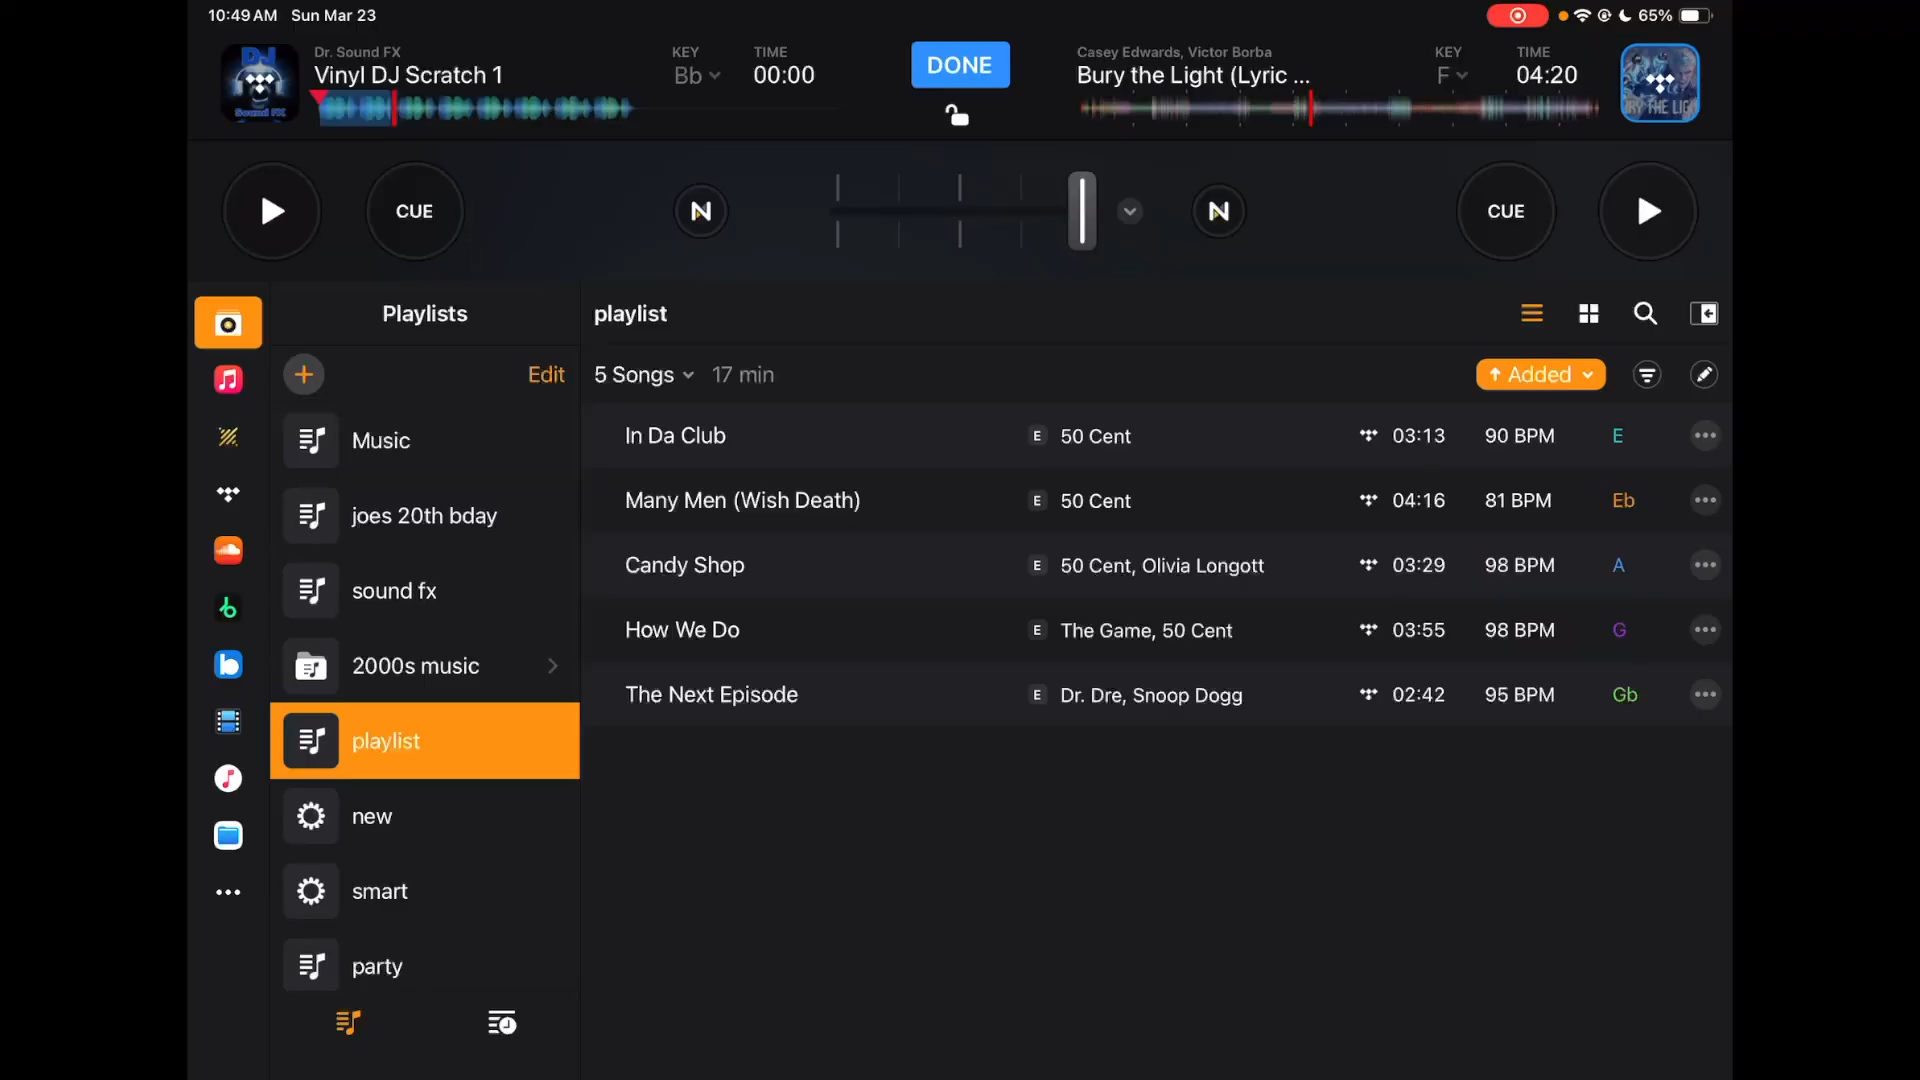 10:49 AM Sun Mar 23
65%
Dr. Sound FX
Vinyl DJ Scratch 1
KEY
Bb
TIME
00:00
DONE
Casey Edwards, Victor Borba
Bury the Light (Lyric ...
KEY
F
TIME
04:20
DJ
Sound FX
CUE
N
N
CUE
Playlists
Edit
Music
joes 20th bday
sound fx
2000s music
playlist
new
smart
party
playlist
5 Songs 17 min
Added
In Da Club E 50 Cent 03:13 90 BPM E
Many Men (Wish Death) E 50 Cent 04:16 81 BPM Eb
Candy Shop E 50 Cent, Olivia Longott 03:29 98 BPM A
How We Do E The Game, 50 Cent 03:55 98 BPM G
The Next Episode E Dr. Dre, Snoop Dogg 02:42 95 BPM Gb